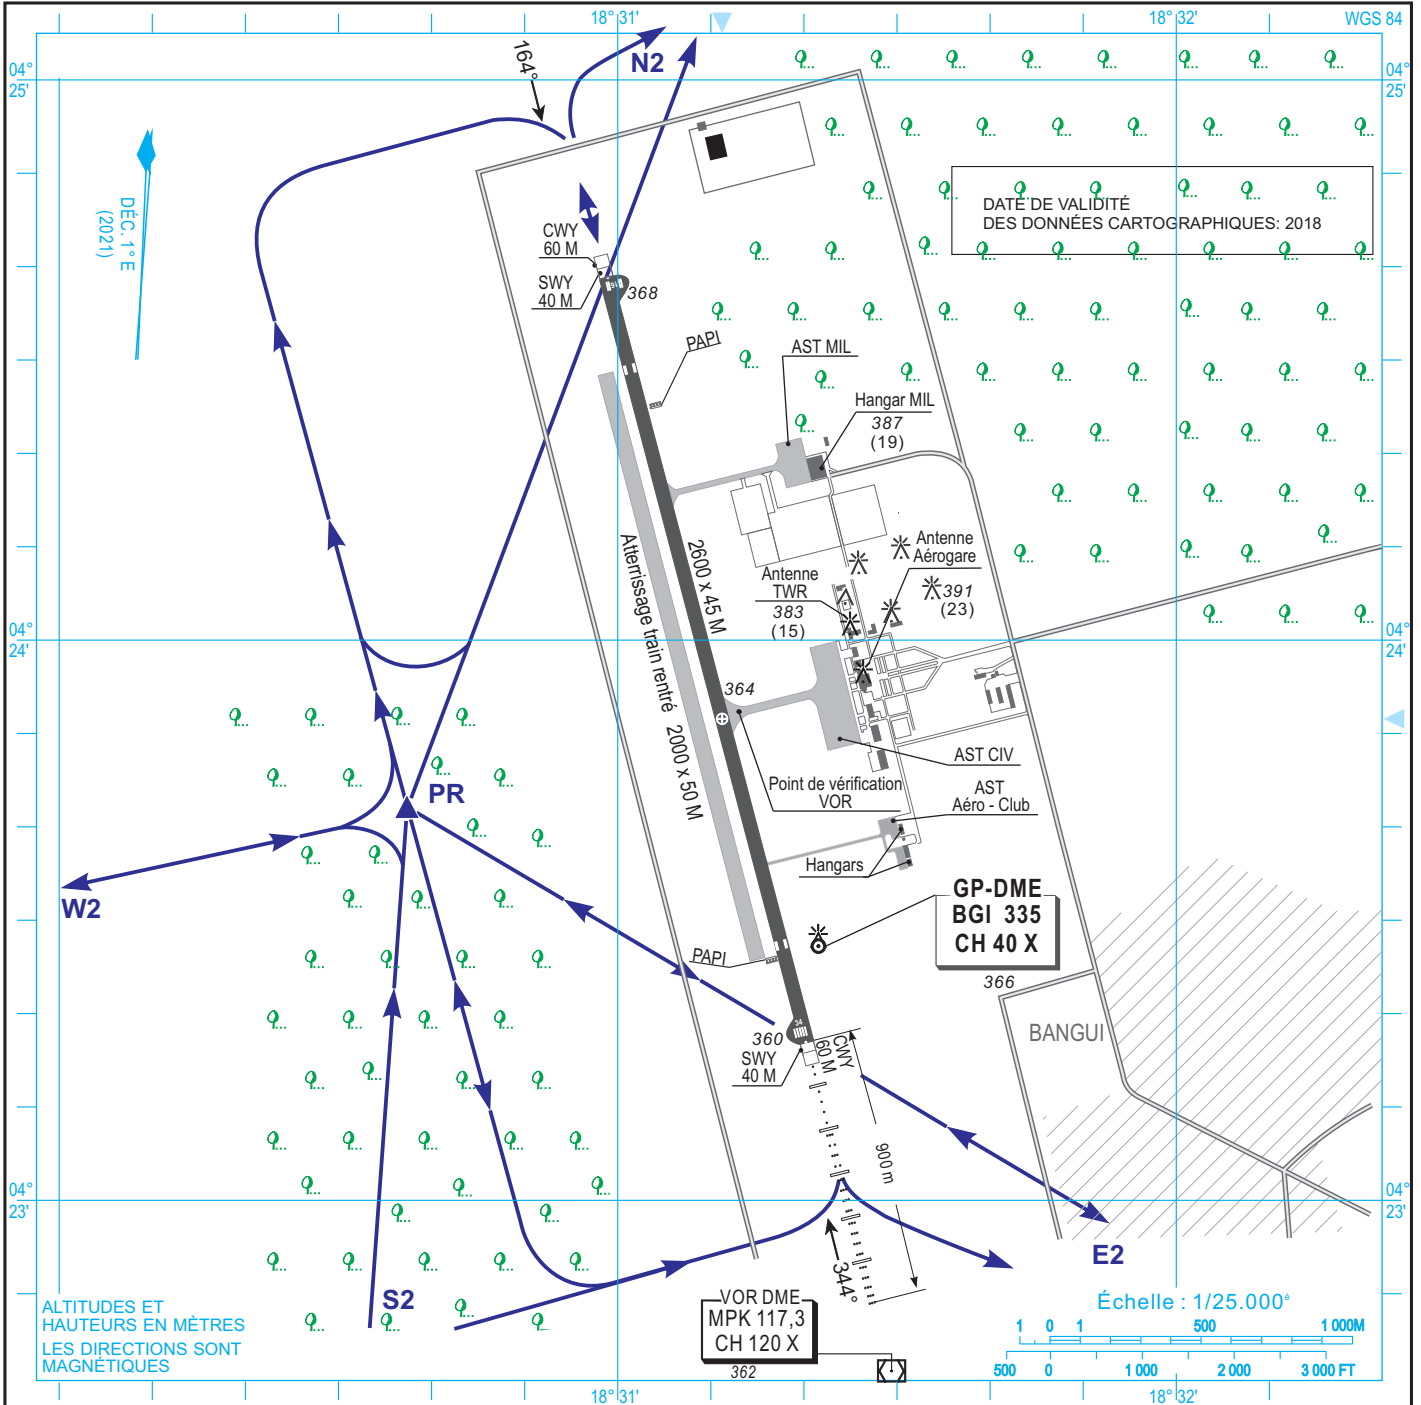 18° 31'
18° 32'
WGS 84
04°
25'
04°
25'
164°
N2
DÉC. 1° E
(2021)
DATE DE VALIDITÉ
DES DONNÉES CARTOGRAPHIQUES: 2018
CWY
60 M
SWY
40 M
368
PAPI
AST MIL
Hangar MIL
387
(19)
2600 x 45 M
Atterrissage train rentré 2000 x 50 M
Antenne
Aérogare
391
(23)
Antenne
TWR
383
(15)
04°
24'
04°
24'
364
AST CIV
Point de vérification
VOR
AST
Aéro - Club
Hangars
PR
W2
GP-DME
BGI 335
CH 40 X
366
PAPI
BANGUI
34
360
SWY
40 M
CWY
60 M
900 m
04°
23'
04°
23'
344°
E2
S2
VOR DME
MPK 117,3
CH 120 X
362
ALTITUDES ET
HAUTEURS EN MÈTRES
LES DIRECTIONS SONT
MAGNÉTIQUES
Échelle : 1/25.000è
1 0 1 500 1 000M
500 0 1 000 2 000 3 000 FT
18° 31'
18° 32'